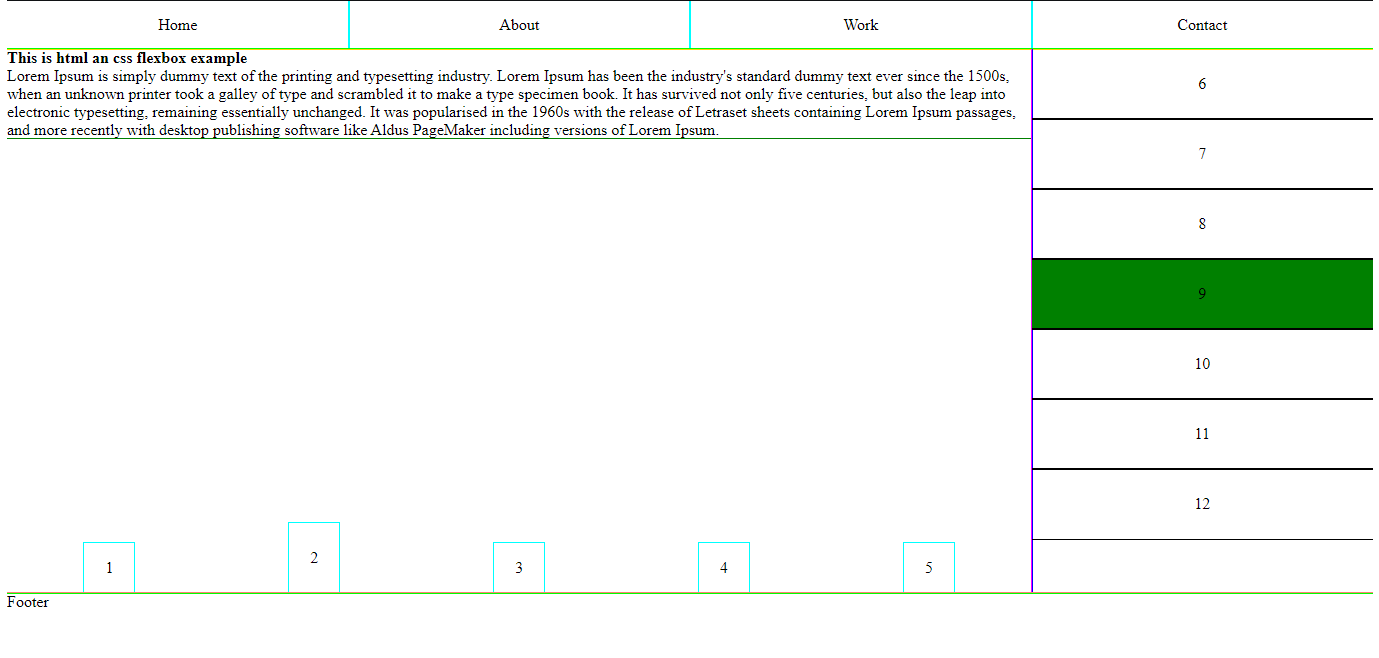 Home
About
Work
Contact
This is html an css flexbox example
Lorem Ipsum is simply dummy text of the printing and typesetting industry. Lorem Ipsum has been the industry's standard dummy text ever since the 1500s,
when an unknown printer took a galley of type and scrambled it to make a type specimen book. It has survived not only five centuries, but also the leap into
electronic typesetting, remaining essentially unchanged. It was popularised in the 1960s with the release of Letraset sheets containing Lorem Ipsum passages,
and more recently with desktop publishing software like Aldus PageMaker including versions of Lorem Ipsum.
1
2
3
4
5
6
7
8
9
10
11
12
Footer